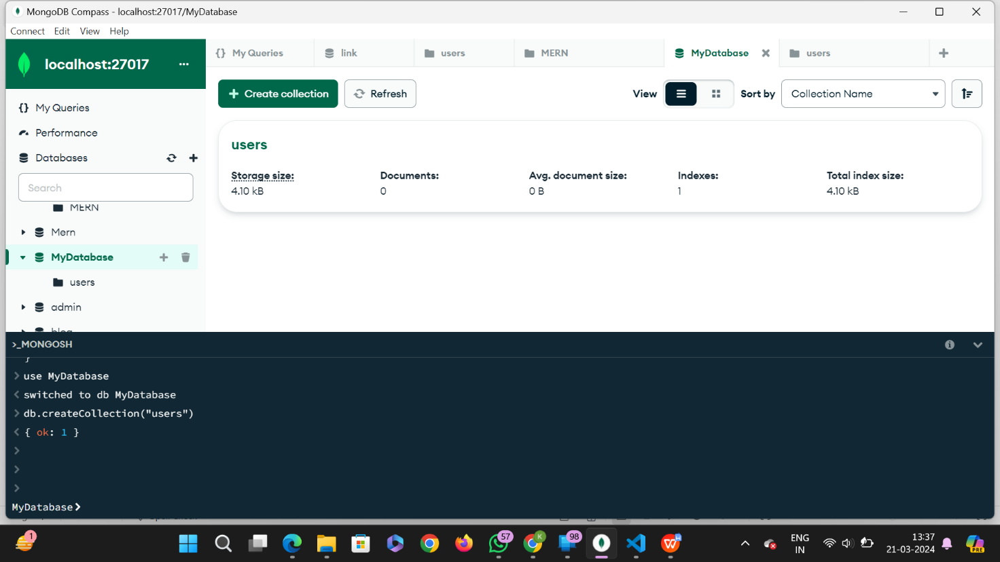 MongoDB Compass - localhost:27017/MyDatabase
Connect Edit View Help
localhost:27017 ...
{} My Queries
link
users
MERN
MyDatabase
users
+ Create collection
Refresh
View
Sort by
Collection Name
{} My Queries
Performance
Databases
Search
MERN
Mern
MyDatabase
users
admin
blog
users
Storage size: Documents: Avg. document size: Indexes: Total index size:
4.10 kB 0 0 B 1 4.10 kB
>_MONGOSH
}
> use MyDatabase
< switched to db MyDatabase
> db.createCollection("users")
< { ok: 1 }
>
>
>
MyDatabase>
1
57
K
98
W
ENG
IN
13:37
21-03-2024
PRE